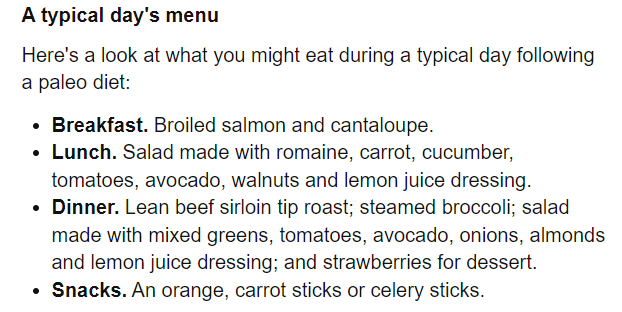 A typical day's menu
Here's a look at what you might eat during a typical day following
a paleo diet:
• Breakfast. Broiled salmon and cantaloupe.
• Lunch. Salad made with romaine, carrot, cucumber,
tomatoes, avocado, walnuts and lemon juice dressing.
• Dinner. Lean beef sirloin tip roast; steamed broccoli; salad
made with mixed greens, tomatoes, avocado, onions, almonds
and lemon juice dressing; and strawberries for dessert.
• Snacks. An orange, carrot sticks or celery sticks.